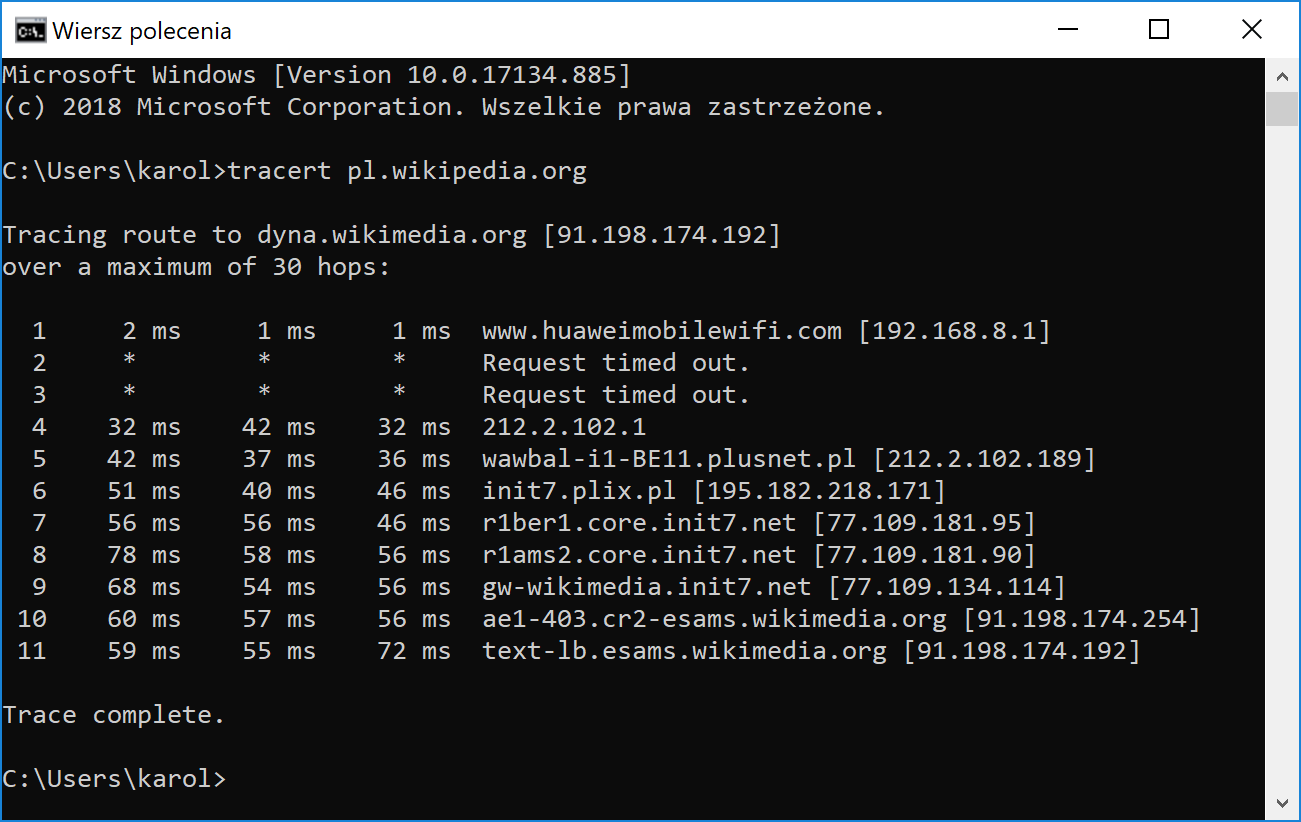 Wiersz polecenia
Microsoft Windows [Version 10.0.17134.885]
(c) 2018 Microsoft Corporation. Wszelkie prawa zastrzeżone.
C:\Users\karol>tracert pl.wikipedia.org
Tracing route to dyna.wikimedia.org [91.198.174.192]
over a maximum of 30 hops:
1 2 ms 1 ms 1 ms www.huaweimobilewifi.com [192.168.8.1]
2 * * * Request timed out.
3 * * * Request timed out.
4 32 ms 42 ms 32 ms 212.2.102.1
5 42 ms 37 ms 36 ms wawbal-i1-BE11.plusnet.pl [212.2.102.189]
6 51 ms 40 ms 46 ms init7.plix.pl [195.182.218.171]
7 56 ms 56 ms 46 ms r1ber1.core.init7.net [77.109.181.95]
8 78 ms 58 ms 56 ms r1ams2.core.init7.net [77.109.181.90]
9 68 ms 54 ms 56 ms gw-wikimedia.init7.net [77.109.134.114]
10 60 ms 57 ms 56 ms ae1-403.cr2-esams.wikimedia.org [91.198.174.254]
11 59 ms 55 ms 72 ms text-lb.esams.wikimedia.org [91.198.174.192]
Trace complete.
C:\Users\karol>